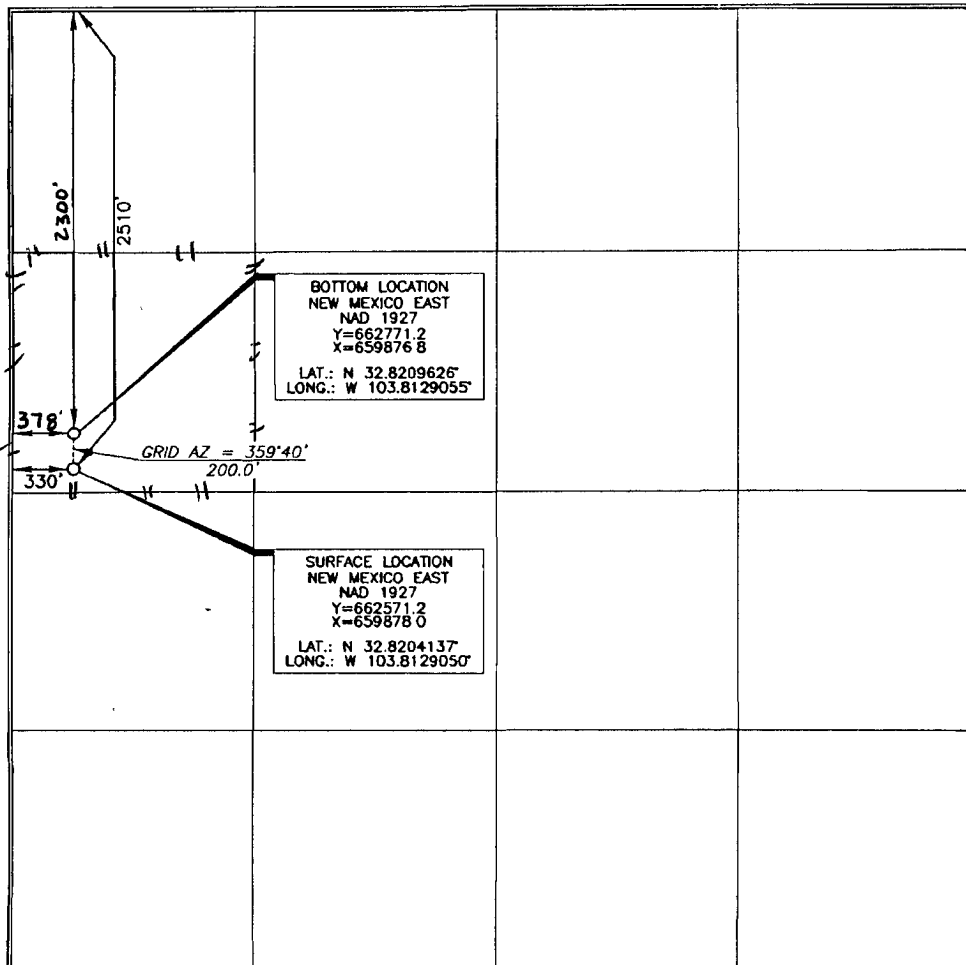 2300'
2510'
BOTTOM LOCATION
NEW MEXICO EAST
NAD 1927
Y=662771.2
X=659876 8
LAT.: N 32.8209626°
LONG.: W 103.8129055°
378'
GRID AZ = 359°40'
200.0'
330'
SURFACE LOCATION
NEW MEXICO EAST
NAD 1927
Y=662571.2
X=659878 0
LAT.: N 32.8204137°
LONG.: W 103.8129050°